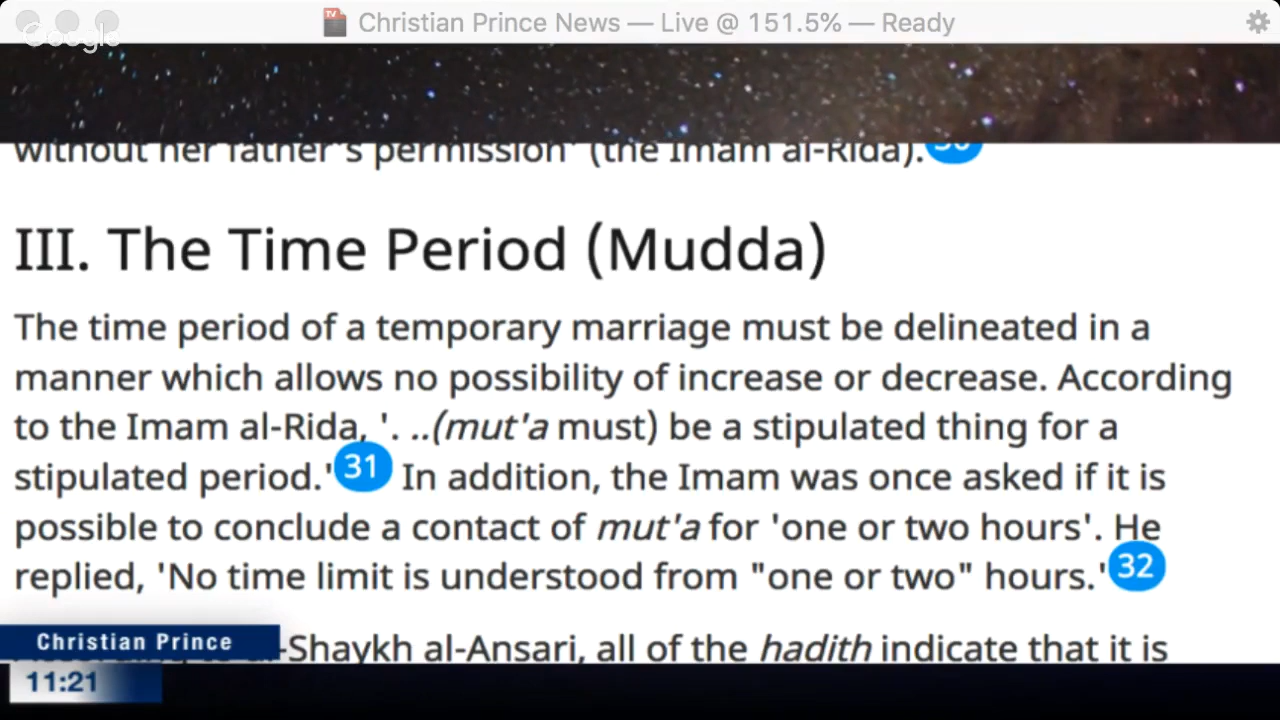 Christian Prince News — Live @ 151.5% — Ready
Google
without her father's permission' (the Imam al-Rida).
III. The Time Period (Mudda)
The time period of a temporary marriage must be delineated in a
manner which allows no possibility of increase or decrease. According
to the Imam al-Rida, '. ..(mut'a must) be a stipulated thing for a
stipulated period.' 31 In addition, the Imam was once asked if it is
possible to conclude a contact of mut'a for 'one or two hours'. He
replied, 'No time limit is understood from "one or two" hours.' 32
-Shaykh al-Ansari, all of the hadith indicate that it is
Christian Prince
11:21